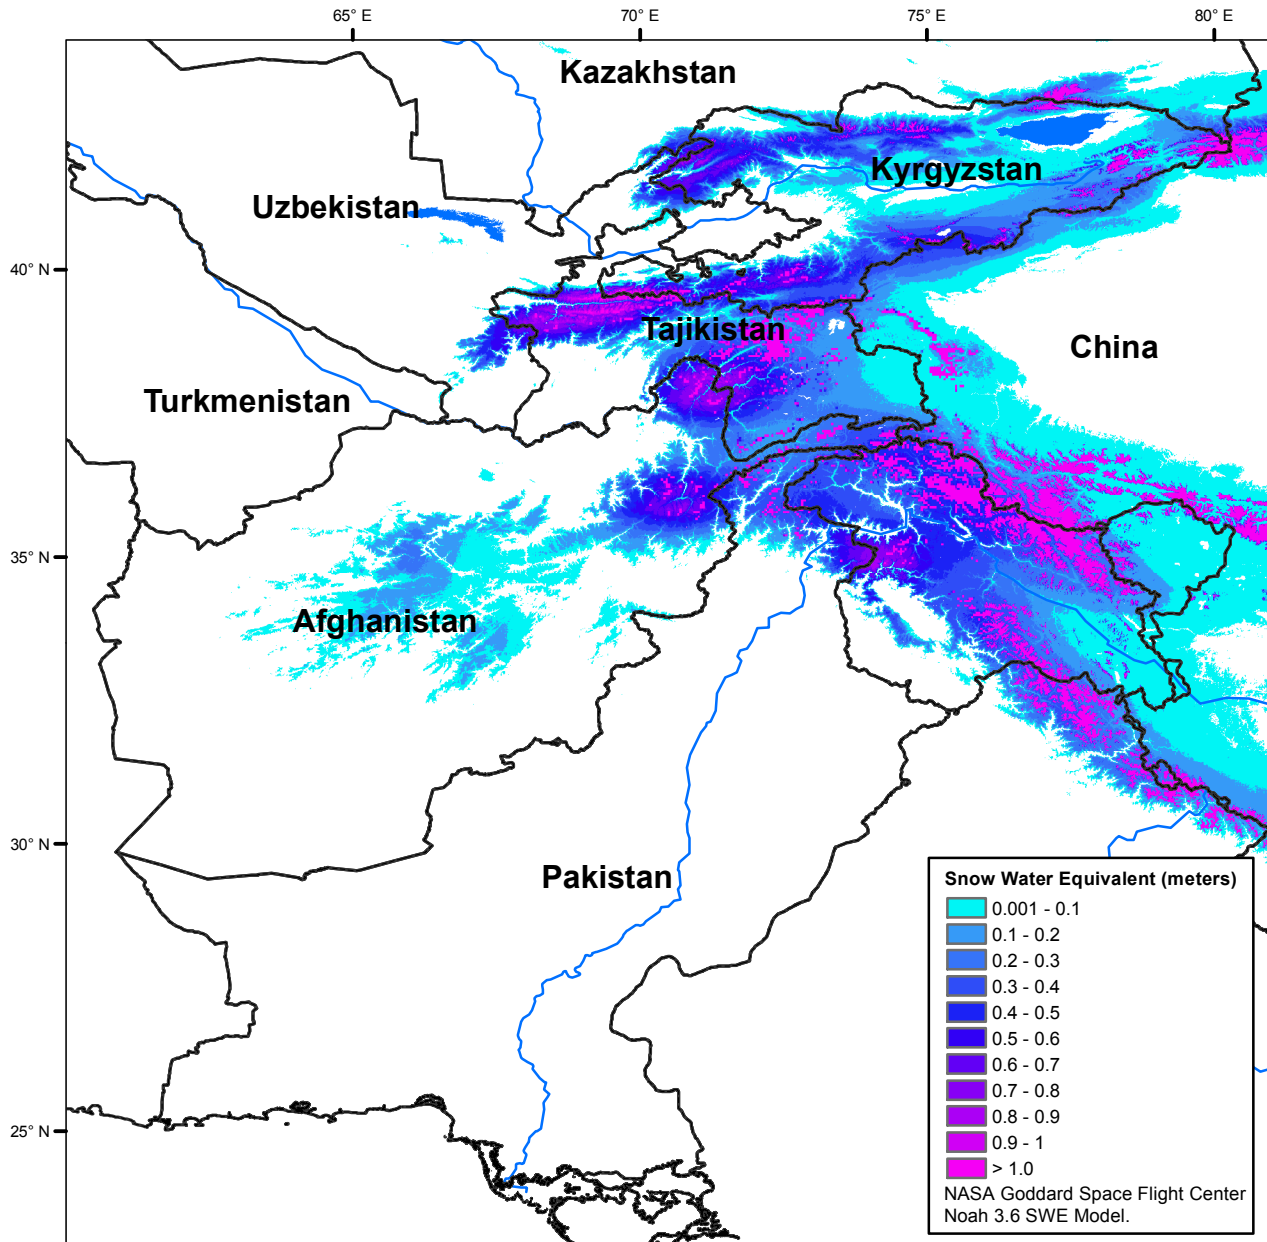 65° E
70° E
75° E
80° E
Kazakhstan
Kyrgyzstan
Uzbekistan
40° N
Tajikistan
China
Turkmenistan
35° N
Afghanistan
30° N
Pakistan
25° N
Snow Water Equivalent (meters)
0.001 - 0.1
0.1 - 0.2
0.2 - 0.3
0.3 - 0.4
0.4 - 0.5
0.5 - 0.6
0.6 - 0.7
0.7 - 0.8
0.8 - 0.9
0.9 - 1
> 1.0
NASA Goddard Space Flight Center
Noah 3.6 SWE Model.